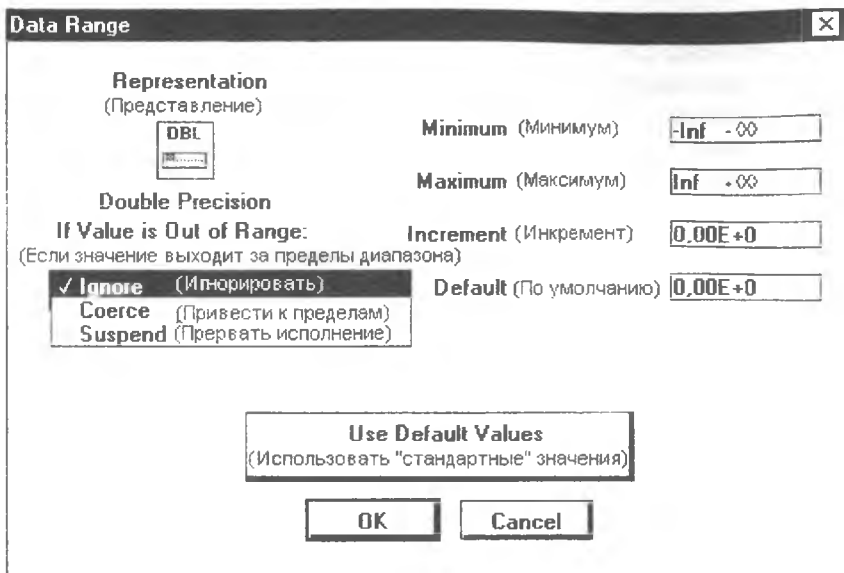 Data Range
Representation
(Представление)
DBL
Double Precision
If Value is Out of Range:
(Если значение выходит за пределы диапазона)
✓ Ignore (Игнорировать)
Coerce (Привести к пределам)
Suspend (Прервать исполнение)
Minimum (Минимум) -Inf -∞
Maximum (Максимум) Inf +∞
Increment (Инкремент) 0,00E+0
Default (По умолчанию) 0,00E+0
Use Default Values
(Использовать "стандартные" значения)
OK Cancel